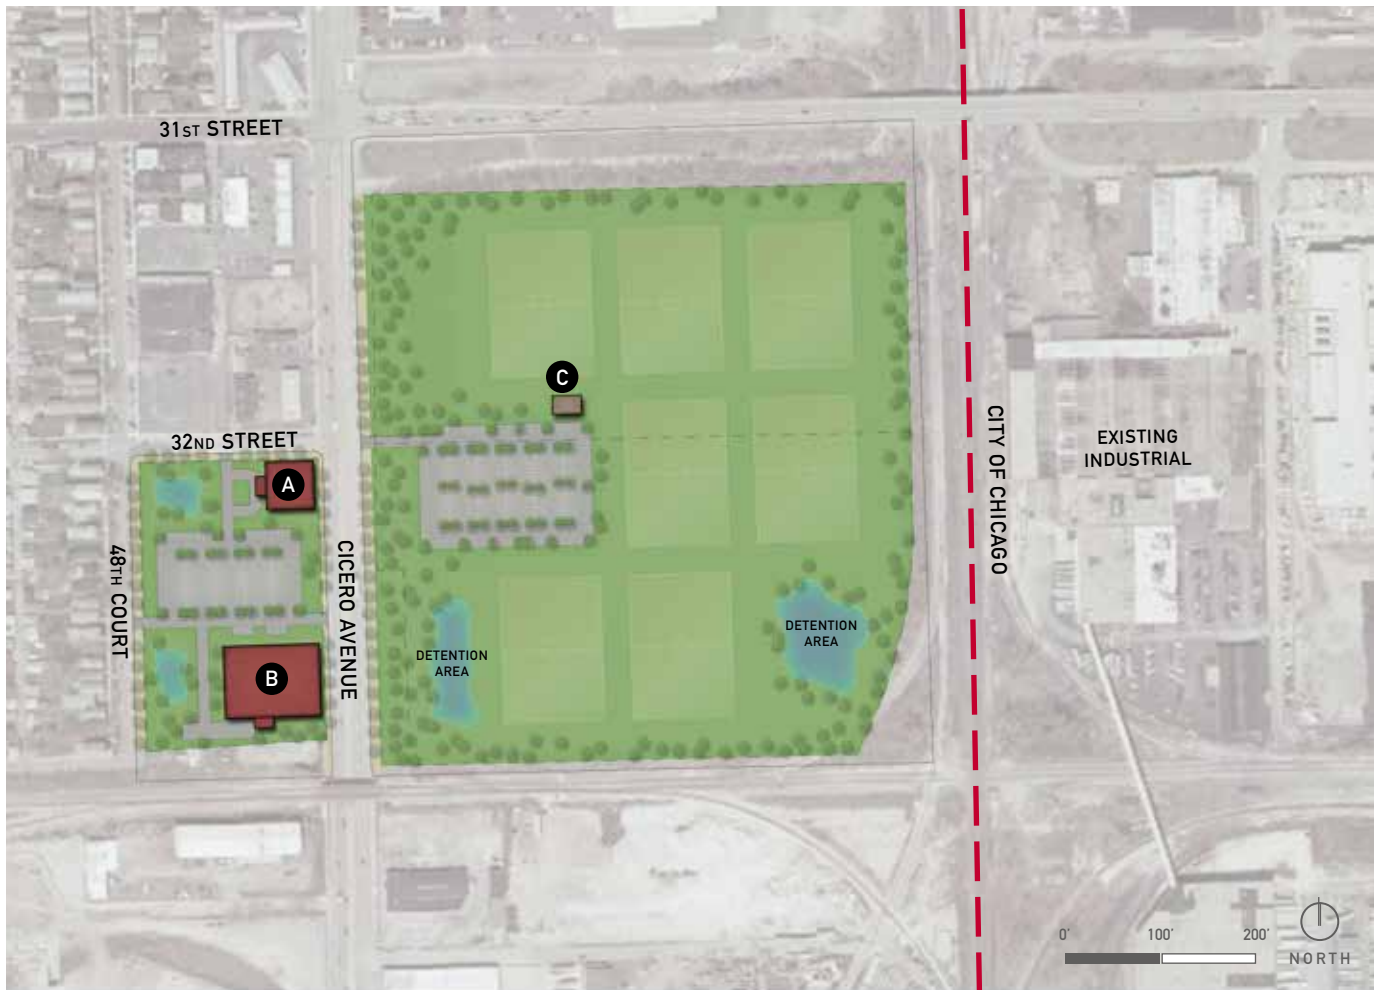 31ST STREET
C
32ND STREET
A
48TH COURT
CICERO AVENUE
B
DETENTION
AREA
DETENTION
AREA
CITY OF CHICAGO
EXISTING
INDUSTRIAL
0' 100' 200'
NORTH